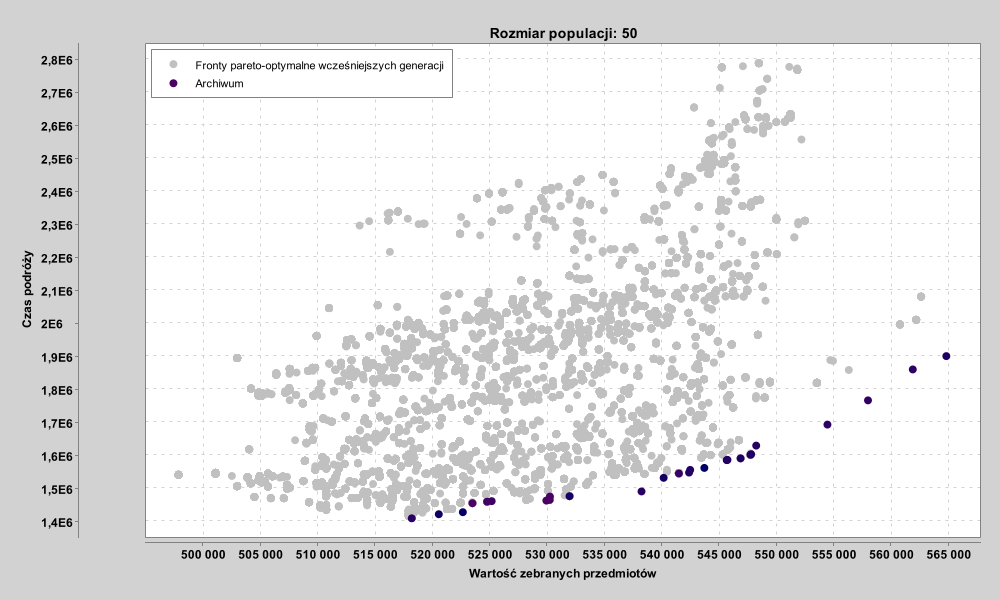 Rozmiar populacji: 50
Fronty pareto-optymalne wcześniejszych generacji
Archiwum
2,8E6
2,7E6
2,6E6
2,5E6
2,4E6
2,3E6
2,2E6
2,1E6
2E6
1,9E6
1,8E6
1,7E6
1,6E6
1,5E6
1,4E6
Czas podróży
500 000 505 000 510 000 515 000 520 000 525 000 530 000 535 000 540 000 545 000 550 000 555 000 560 000 565 000
Wartość zebranych przedmiotów